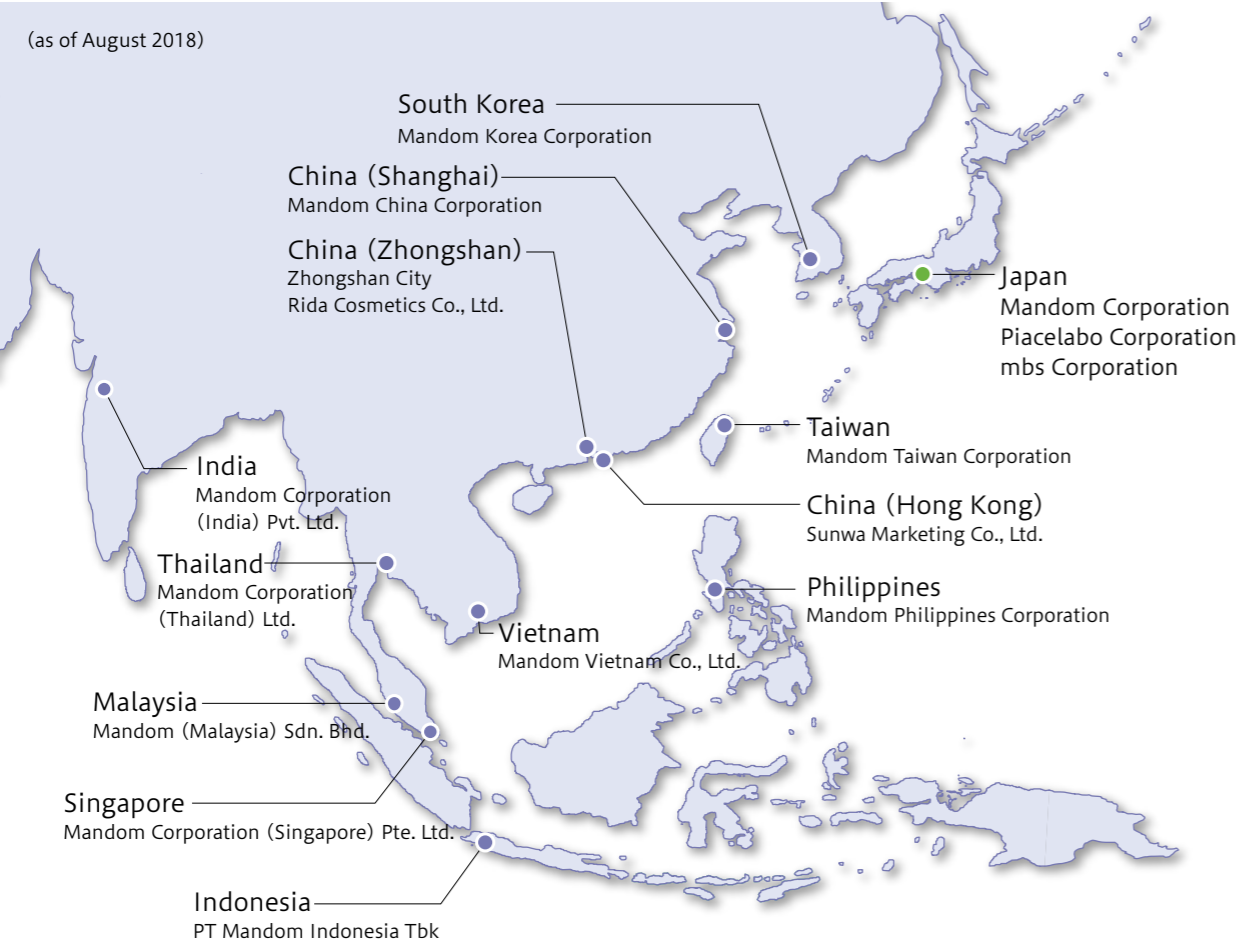 (as of August 2018)
South Korea
Mandom Korea Corporation
China (Shanghai)
Mandom China Corporation
China (Zhongshan)
Zhongshan City
Rida Cosmetics Co., Ltd.
Japan
Mandom Corporation
Piacelabo Corporation
mbs Corporation
Taiwan
Mandom Taiwan Corporation
India
Mandom Corporation
(India) Pvt. Ltd.
China (Hong Kong)
Sunwa Marketing Co., Ltd.
Thailand
Mandom Corporation
(Thailand) Ltd.
Philippines
Mandom Philippines Corporation
Vietnam
Mandom Vietnam Co., Ltd.
Malaysia
Mandom (Malaysia) Sdn. Bhd.
Singapore
Mandom Corporation (Singapore) Pte. Ltd.
Indonesia
PT Mandom Indonesia Tbk